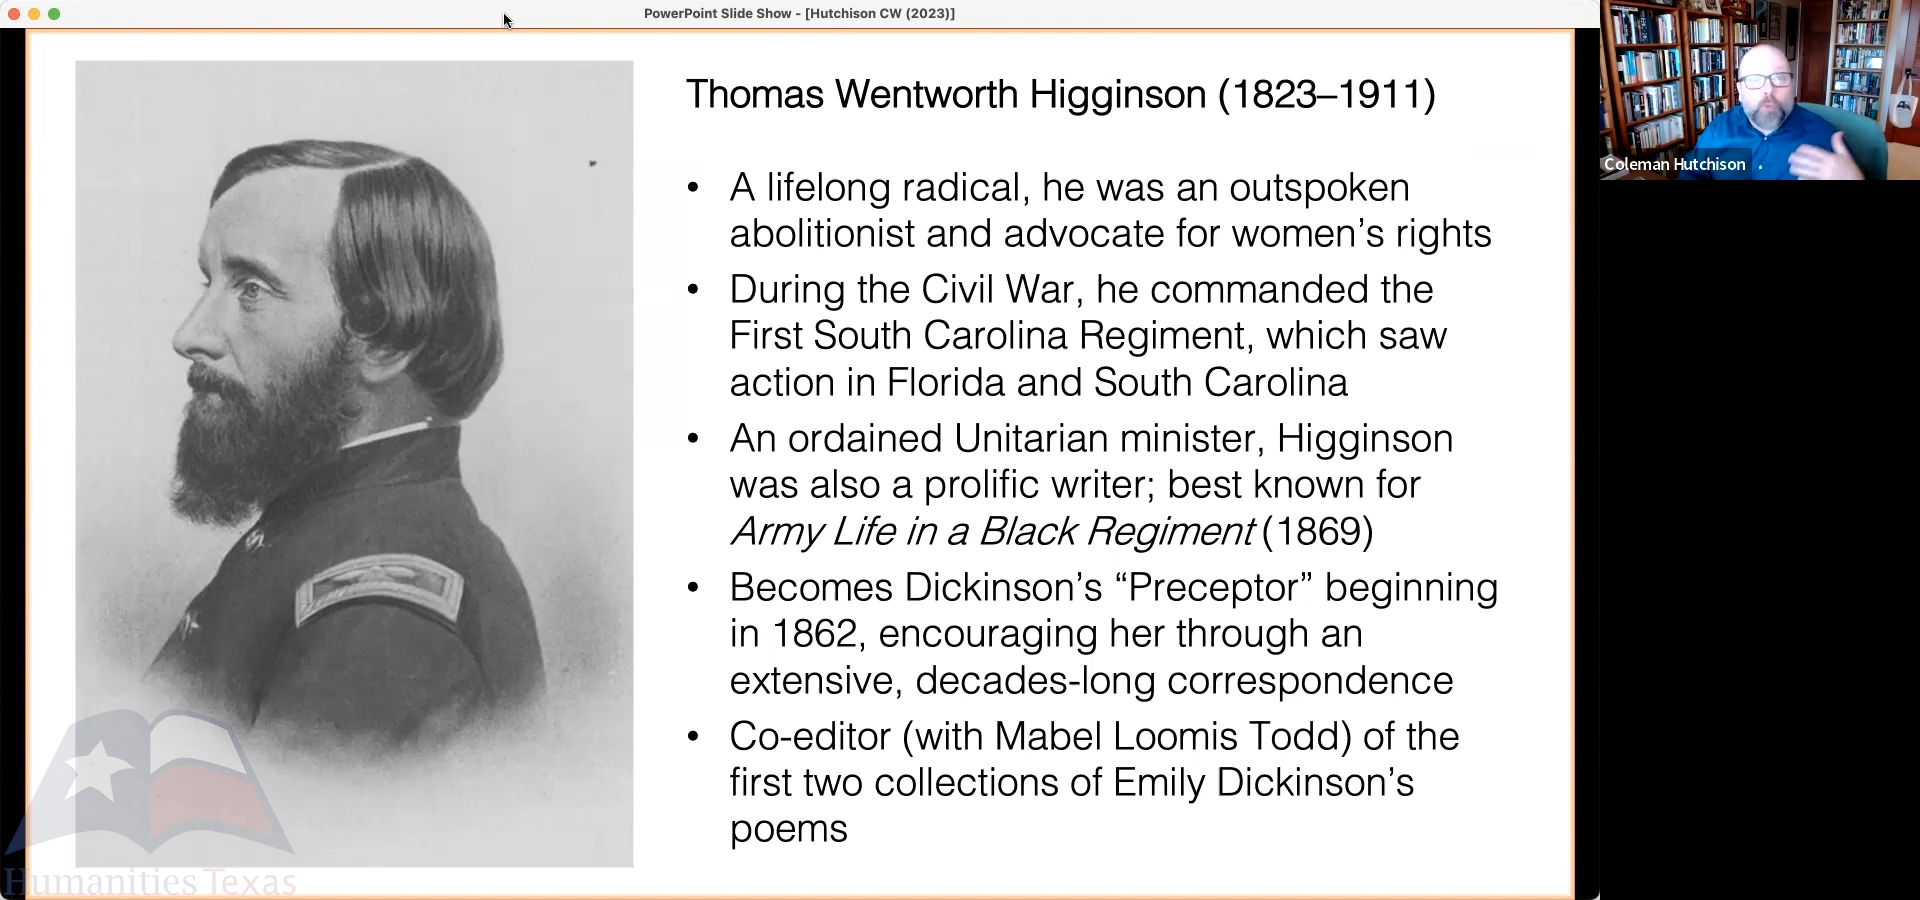 PowerPoint Slide Show - [Hutchison CW (2023)]
Thomas Wentworth Higginson (1823–1911)
• A lifelong radical, he was an outspoken
abolitionist and advocate for women’s rights
• During the Civil War, he commanded the
First South Carolina Regiment, which saw
action in Florida and South Carolina
• An ordained Unitarian minister, Higginson
was also a prolific writer; best known for
Army Life in a Black Regiment (1869)
• Becomes Dickinson’s “Preceptor” beginning
in 1862, encouraging her through an
extensive, decades-long correspondence
• Co-editor (with Mabel Loomis Todd) of the
first two collections of Emily Dickinson’s
poems
Humanities Texas
Coleman Hutchison